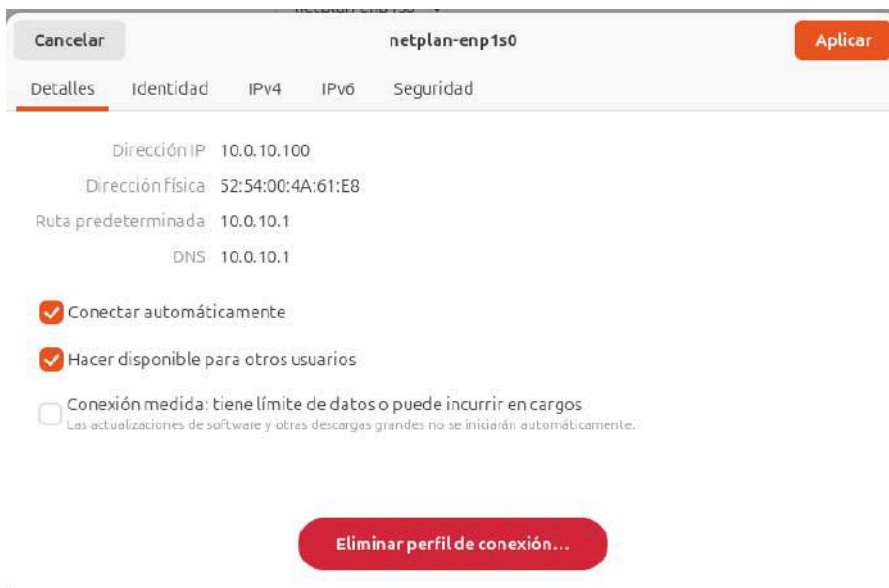 Cancelar netplan-enp1s0 Aplicar
Detalles Identidad IPv4 IPv6 Seguridad
Dirección IP 10.0.10.100
Dirección física 52:54:00:4A:61:E8
Ruta predeterminada 10.0.10.1
DNS 10.0.10.1
Conectar automáticamente
Hacer disponible para otros usuarios
Conexión medida: tiene límite de datos o puede incurrir en cargos
Las actualizaciones de software y otras descargas grandes no se iniciarán automáticamente.
Eliminar perfil de conexión...